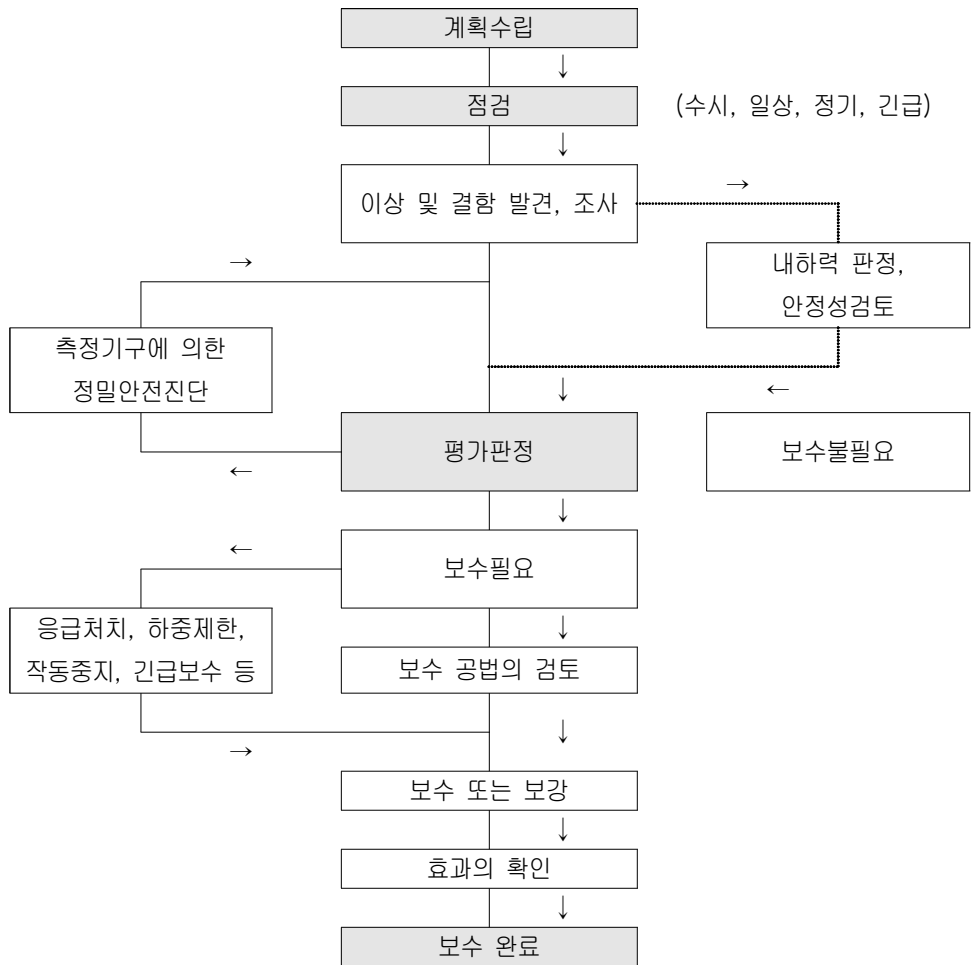 계획수립
↓
점검 (수시, 일상, 정기, 긴급)
↓
이상 및 결함 발견, 조사
→
내하력 판정,
안정성검토
→
측정기구에 의한
정밀안전진단
↓
←
평가판정
보수불필요
←
↓
보수필요
←
응급처치, 하중제한,
작동중지, 긴급보수 등
↓
보수 공법의 검토
↓
→
보수 또는 보강
↓
효과의 확인
↓
보수 완료